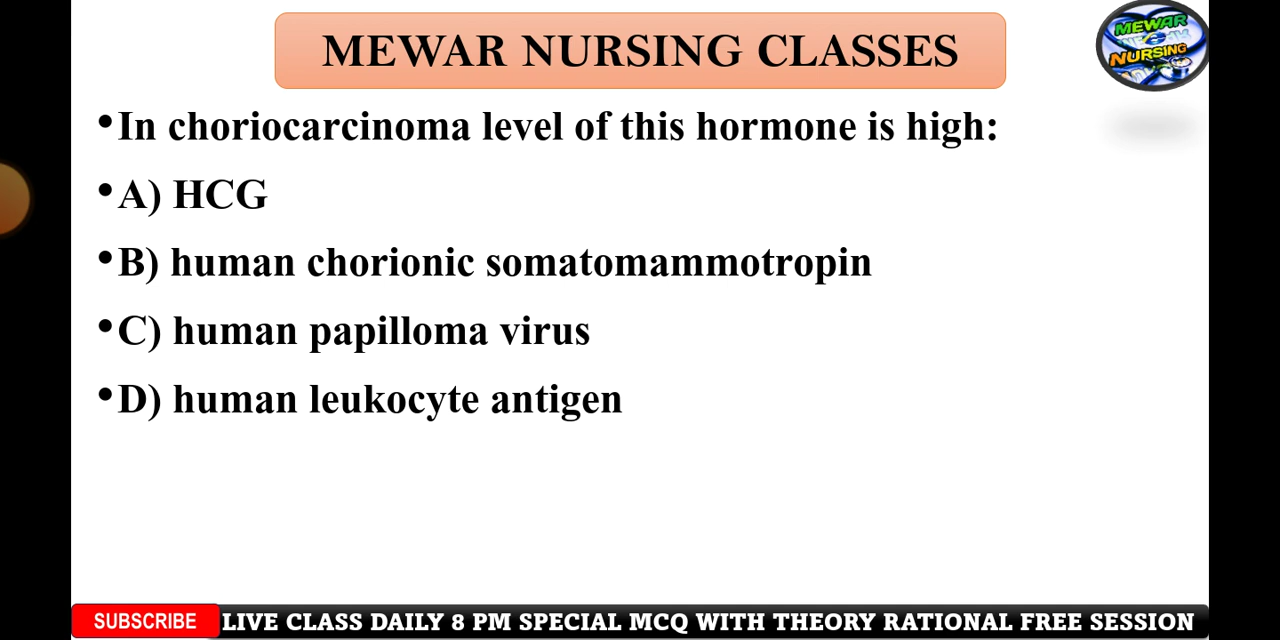 MEWAR NURSING CLASSES
MEWAR
NURSING
•In choriocarcinoma level of this hormone is high:
•A) HCG
•B) human chorionic somatomammotropin
•C) human papilloma virus
•D) human leukocyte antigen
SUBSCRIBE LIVE CLASS DAILY 8 PM SPECIAL MCQ WITH THEORY RATIONAL FREE SESSION